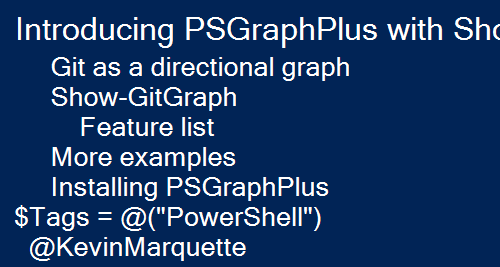 Introducing PSGraphPlus with Sho
Git as a directional graph
Show-GitGraph
Feature list
More examples
Installing PSGraphPlus
$Tags = @("PowerShell")
@KevinMarquette